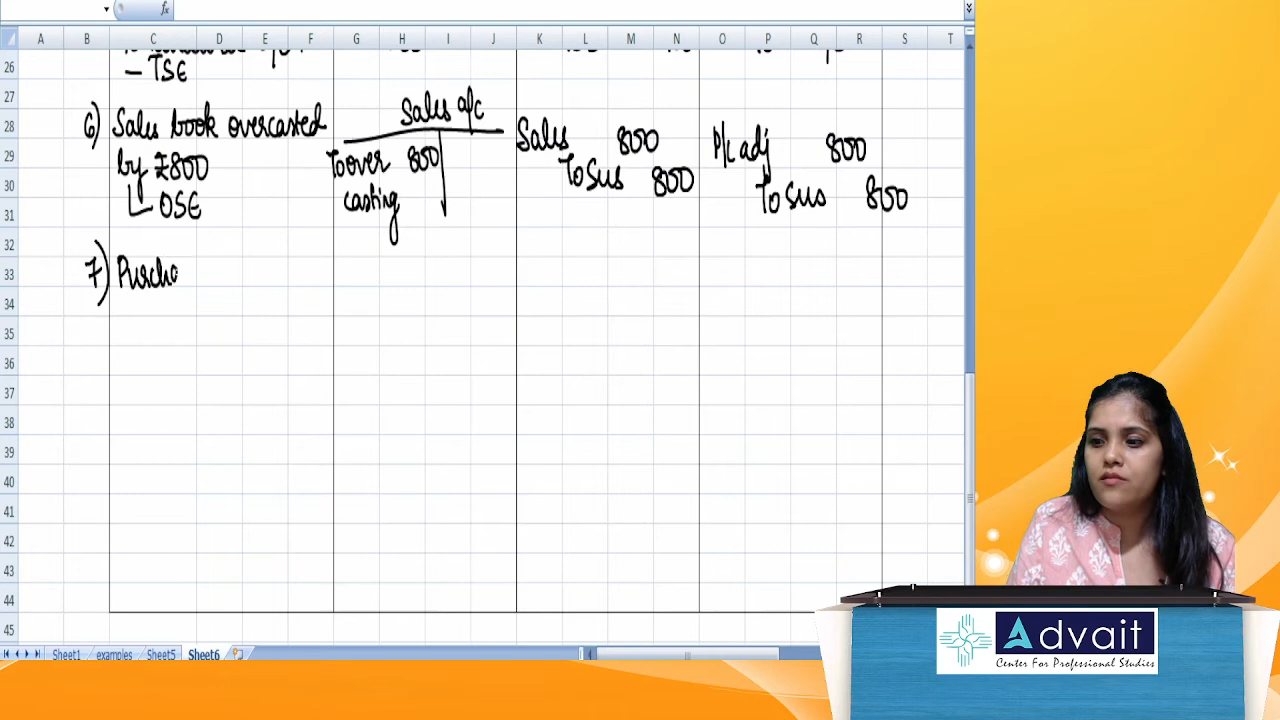 A B C D E F G H I J K L M N O P Q R S T
26
- TSE
27
28
29
30
31
32
33
34
35
36
37
38
39
40
41
42
43
44
45
6) Sales book overcasted
by ₹800
OSE
Sales a/c
To over 800
casting
Sales 800
To Sus 800
P/L adj 800
To Sus 800
7) Purcha
Sheet1 examples Sheet5 Sheet6
Advait
Center For Professional Studies